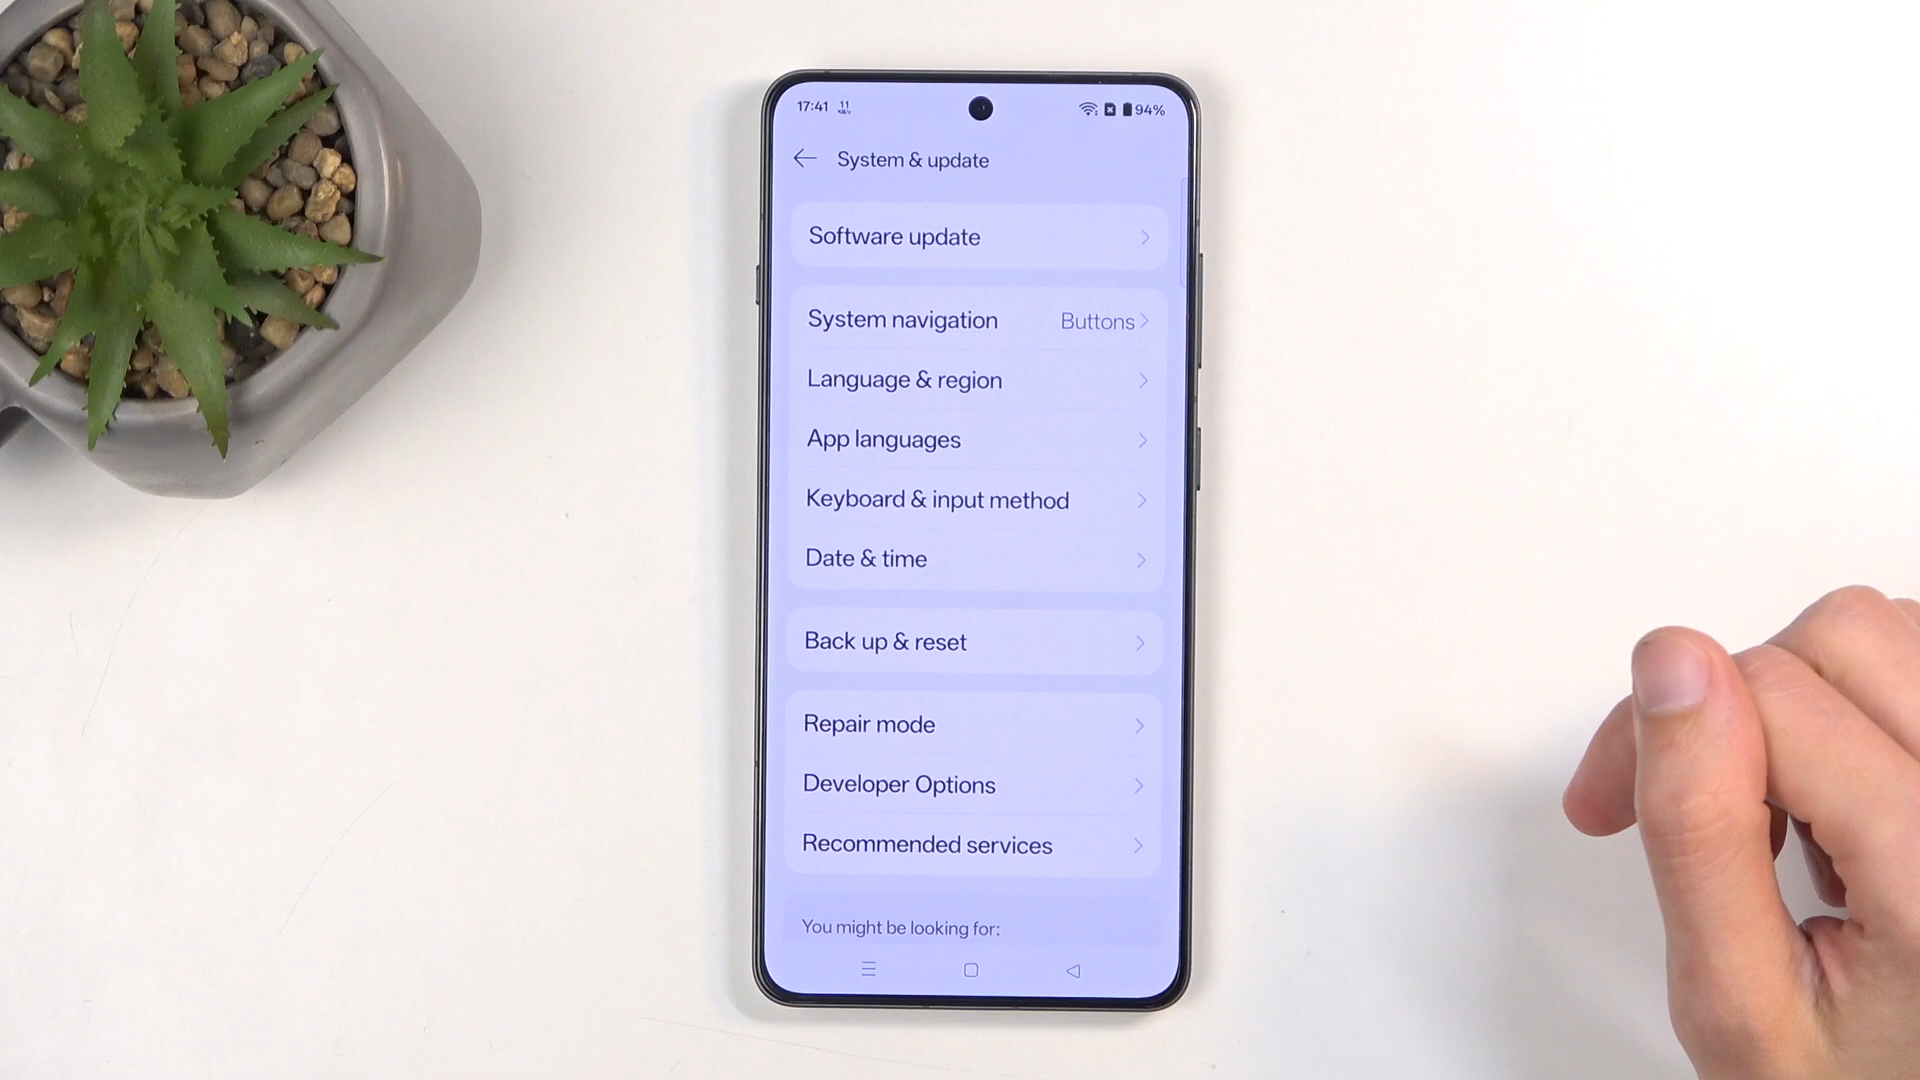 17:41 11
94%
System & update
Software update
System navigation Buttons
Language & region
App languages
Keyboard & input method
Date & time
Back up & reset
Repair mode
Developer Options
Recommended services
You might be looking for: